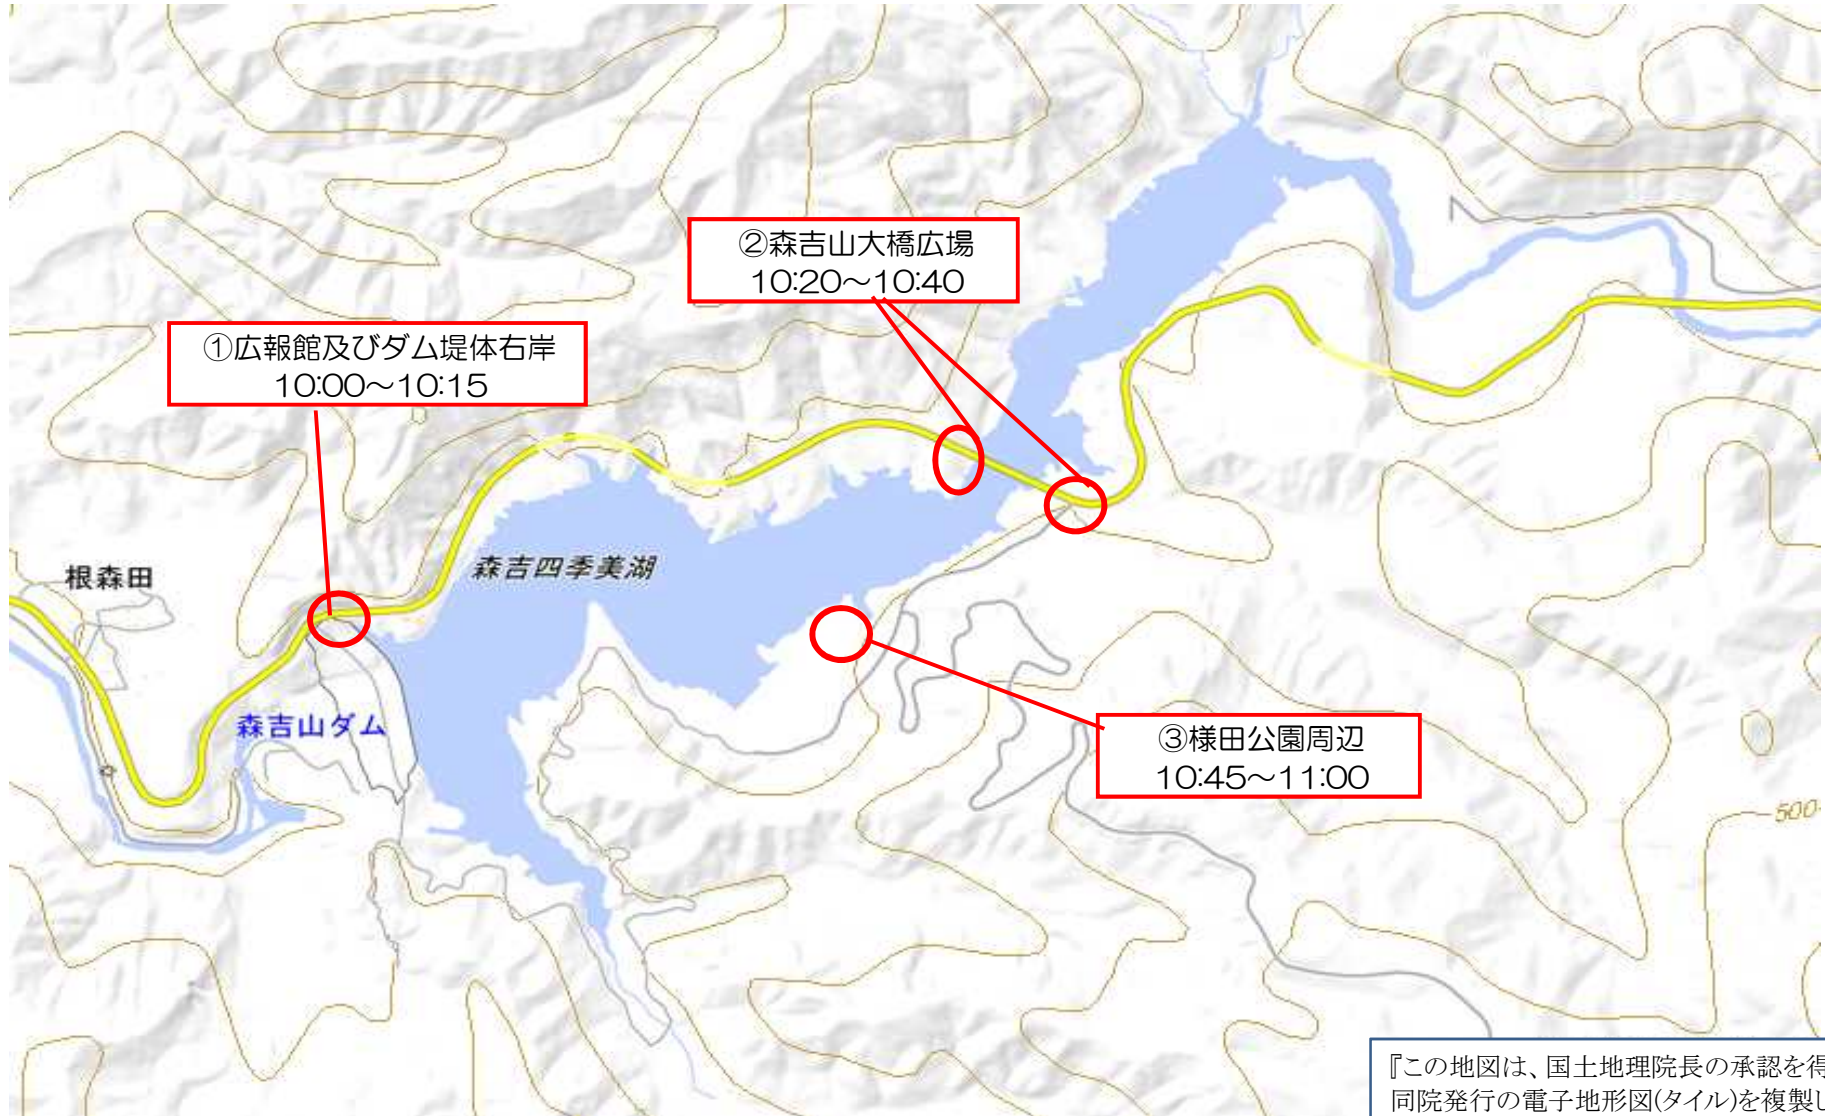 ②森吉山大橋広場
10:20～10:40
①広報館及びダム堤体右岸
10:00～10:15
森吉四季美湖
根森田
森吉山ダム
③様田公園周辺
10:45～11:00
500
『この地図は、国土地理院長の承認を得
同院発行の電子地形図(タイル)を複製し